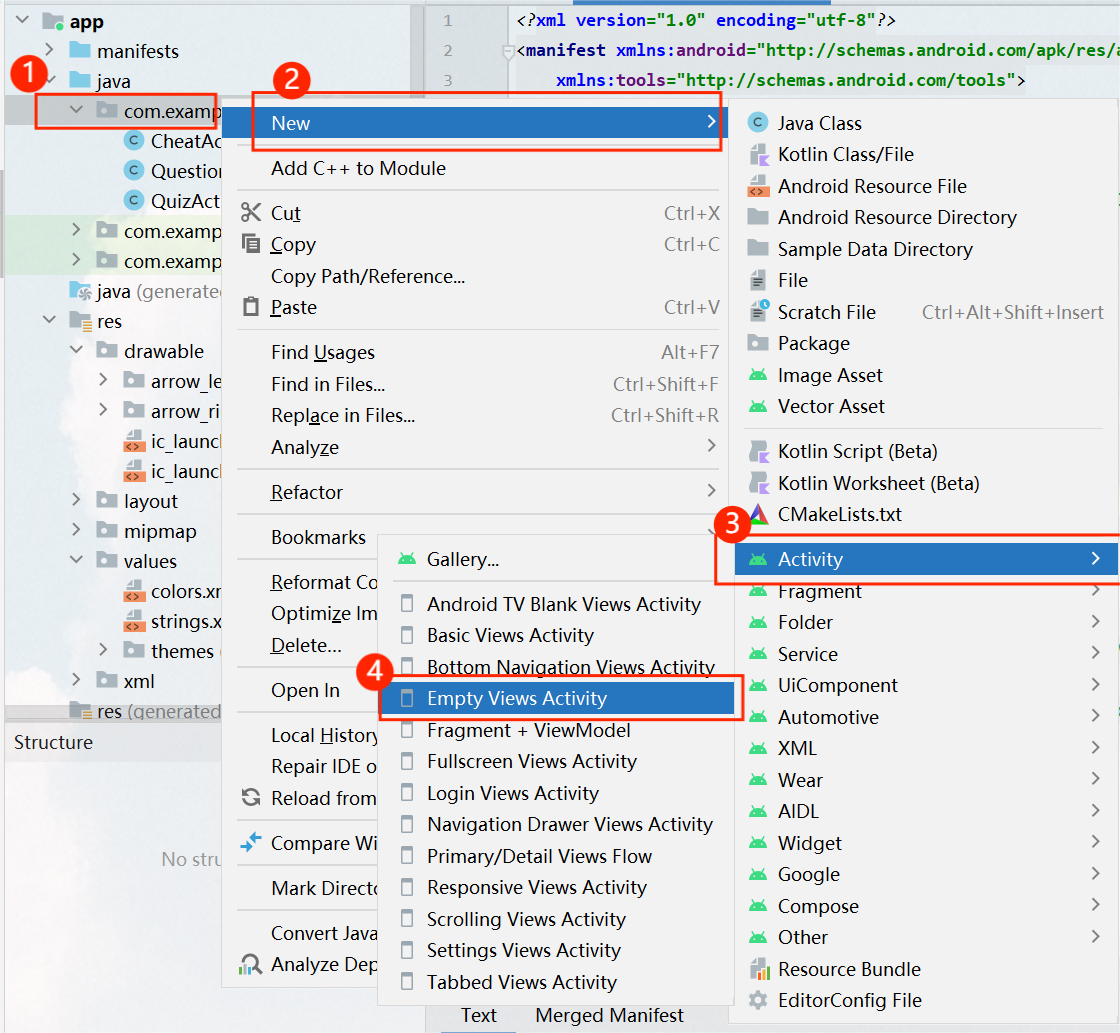 app
manifests
java
com.examp
CheatAc
Question
QuizAct
com.examp
com.examp
java (generated
res
drawable
arrow_le
arrow_ri
ic_launch
ic_launch
layout
mipmap
values
colors.xm
strings.x
themes
xml
res (generated
Structure
No stru
1 <?xml version="1.0" encoding="utf-8"?>
2 <manifest xmlns:android="http://schemas.android.com/apk/res/a
3 xmlns:tools="http://schemas.android.com/tools">
1
2
New
Add C++ to Module
Cut Ctrl+X
Copy Ctrl+C
Copy Path/Reference...
Paste Ctrl+V
Find Usages Alt+F7
Find in Files... Ctrl+Shift+F
Replace in Files... Ctrl+Shift+R
Analyze
Refactor
Bookmarks
Reformat Co
Optimize Im
Delete...
Open In
Local History
Repair IDE o
Reload from
Compare Wi
Mark Directo
Convert Java
Analyze Dep
Java Class
Kotlin Class/File
Android Resource File
Android Resource Directory
Sample Data Directory
File
Scratch File Ctrl+Alt+Shift+Insert
Package
Image Asset
Vector Asset
Kotlin Script (Beta)
Kotlin Worksheet (Beta)
CMakeLists.txt
3
Activity
Fragment
Folder
Service
UiComponent
Automotive
XML
Wear
AIDL
Widget
Google
Compose
Other
Resource Bundle
EditorConfig File
Gallery...
Android TV Blank Views Activity
Basic Views Activity
Bottom Navigation Views Activity
4
Empty Views Activity
Fragment + ViewModel
Fullscreen Views Activity
Login Views Activity
Navigation Drawer Views Activity
Primary/Detail Views Flow
Responsive Views Activity
Scrolling Views Activity
Settings Views Activity
Tabbed Views Activity
Text Merged Manifest